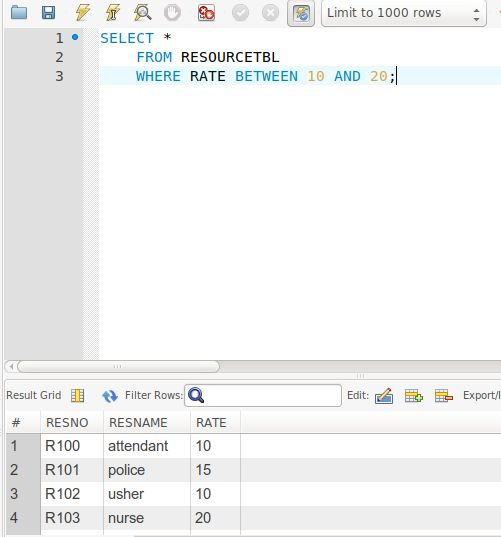 Limit to 1000 rows
1 SELECT *
2 FROM RESOURCETBL
3 WHERE RATE BETWEEN 10 AND 20;
Result Grid Filter Rows: Edit: Export/I
# RESNO RESNAME RATE
1 R100 attendant 10
2 R101 police 15
3 R102 usher 10
4 R103 nurse 20